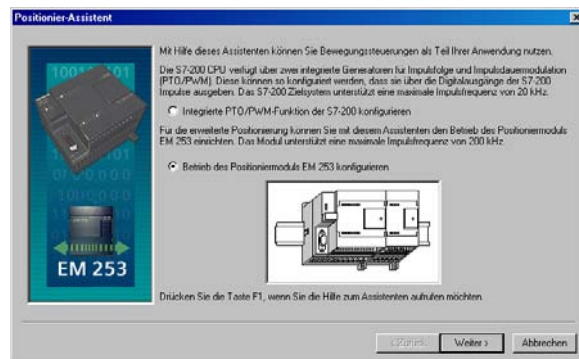 Positionier-Assistent
Mit Hilfe dieses Assistenten können Sie Bewegungssteuerungen als Teil Ihrer Anwendung nutzen.
Die S7-200 CPU verfügt über zwei integrierte Generatoren für Impulsfolge und Impulsdauermodulation
(PTO/PWM). Diese können so konfiguriert werden, dass sie über die Digitalausgänge der S7-200
Impulse ausgeben. Das S7-200 Zielsystem unterstützt eine maximale Impulsfrequenz von 20 kHz.
Integrierte PTO/PWM-Funktion der S7-200 konfigurieren
Für die erweiterte Positionierung können Sie mit diesem Assistenten den Betrieb des Positioniermoduls
EM 253 einrichten. Das Modul unterstützt eine maximale Impulsfrequenz von 200 kHz.
Betrieb des Positioniermoduls EM 253 konfigurieren
EM 253
Drücken Sie die Taste F1, wenn Sie die Hilfe zum Assistenten aufrufen möchten.
< Zurück
Weiter >
Abbrechen